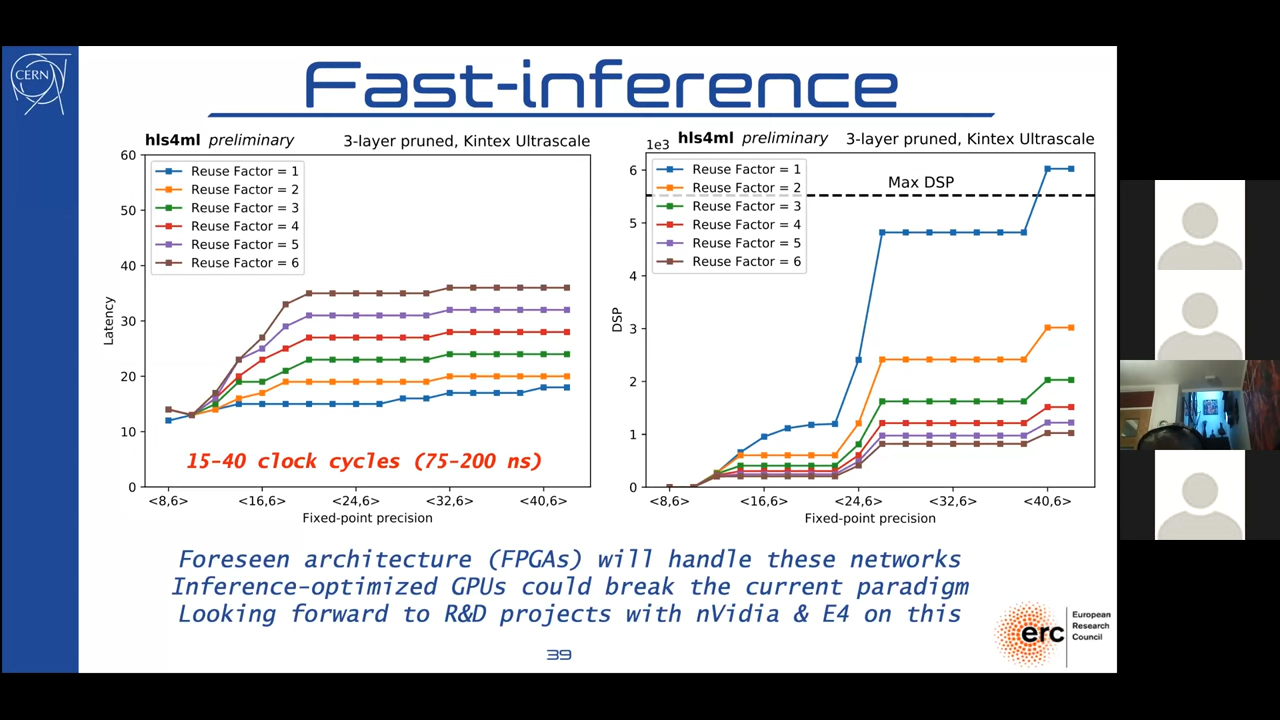 CERN
Fast-inference
hls4ml preliminary
3-layer pruned, Kintex Ultrascale
60
50
40
30
20
10
0
Latency
Reuse Factor = 1
Reuse Factor = 2
Reuse Factor = 3
Reuse Factor = 4
Reuse Factor = 5
Reuse Factor = 6
15-40 clock cycles (75-200 ns)
<8,6>
<16,6>
<24,6>
<32,6>
<40,6>
Fixed-point precision
1e3
hls4ml preliminary
3-layer pruned, Kintex Ultrascale
6
5
4
3
2
1
0
DSP
Reuse Factor = 1
Reuse Factor = 2
Reuse Factor = 3
Reuse Factor = 4
Reuse Factor = 5
Reuse Factor = 6
Max DSP
<8,6>
<16,6>
<24,6>
<32,6>
<40,6>
Fixed-point precision
Foreseen architecture (FPGAs) will handle these networks
Inference-optimized GPUs could break the current paradigm
Looking forward to R&D projects with nVidia & E4 on this
39
erc
European
Research
Council